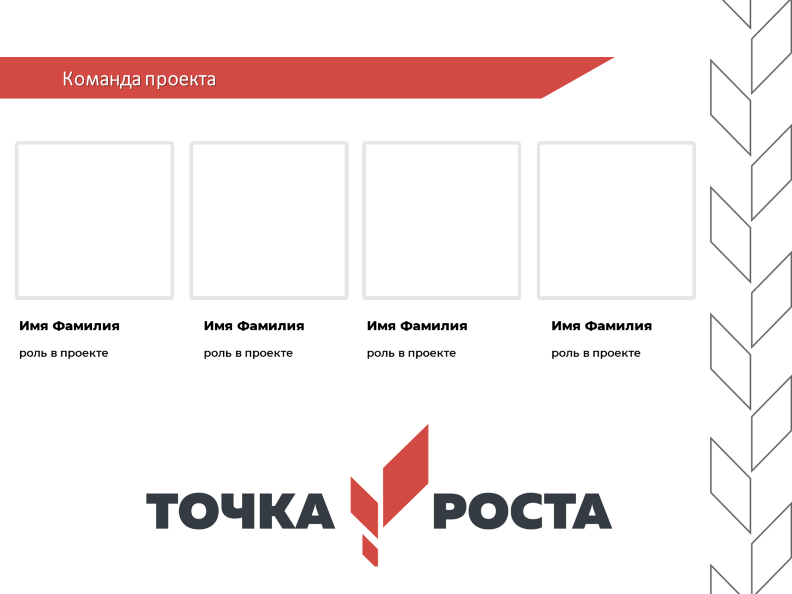 Команда проекта
Имя Фамилия Имя Фамилия Имя Фамилия Имя Фамилия
роль в проекте роль в проекте роль в проекте роль в проекте
ТОЧКА РОСТА